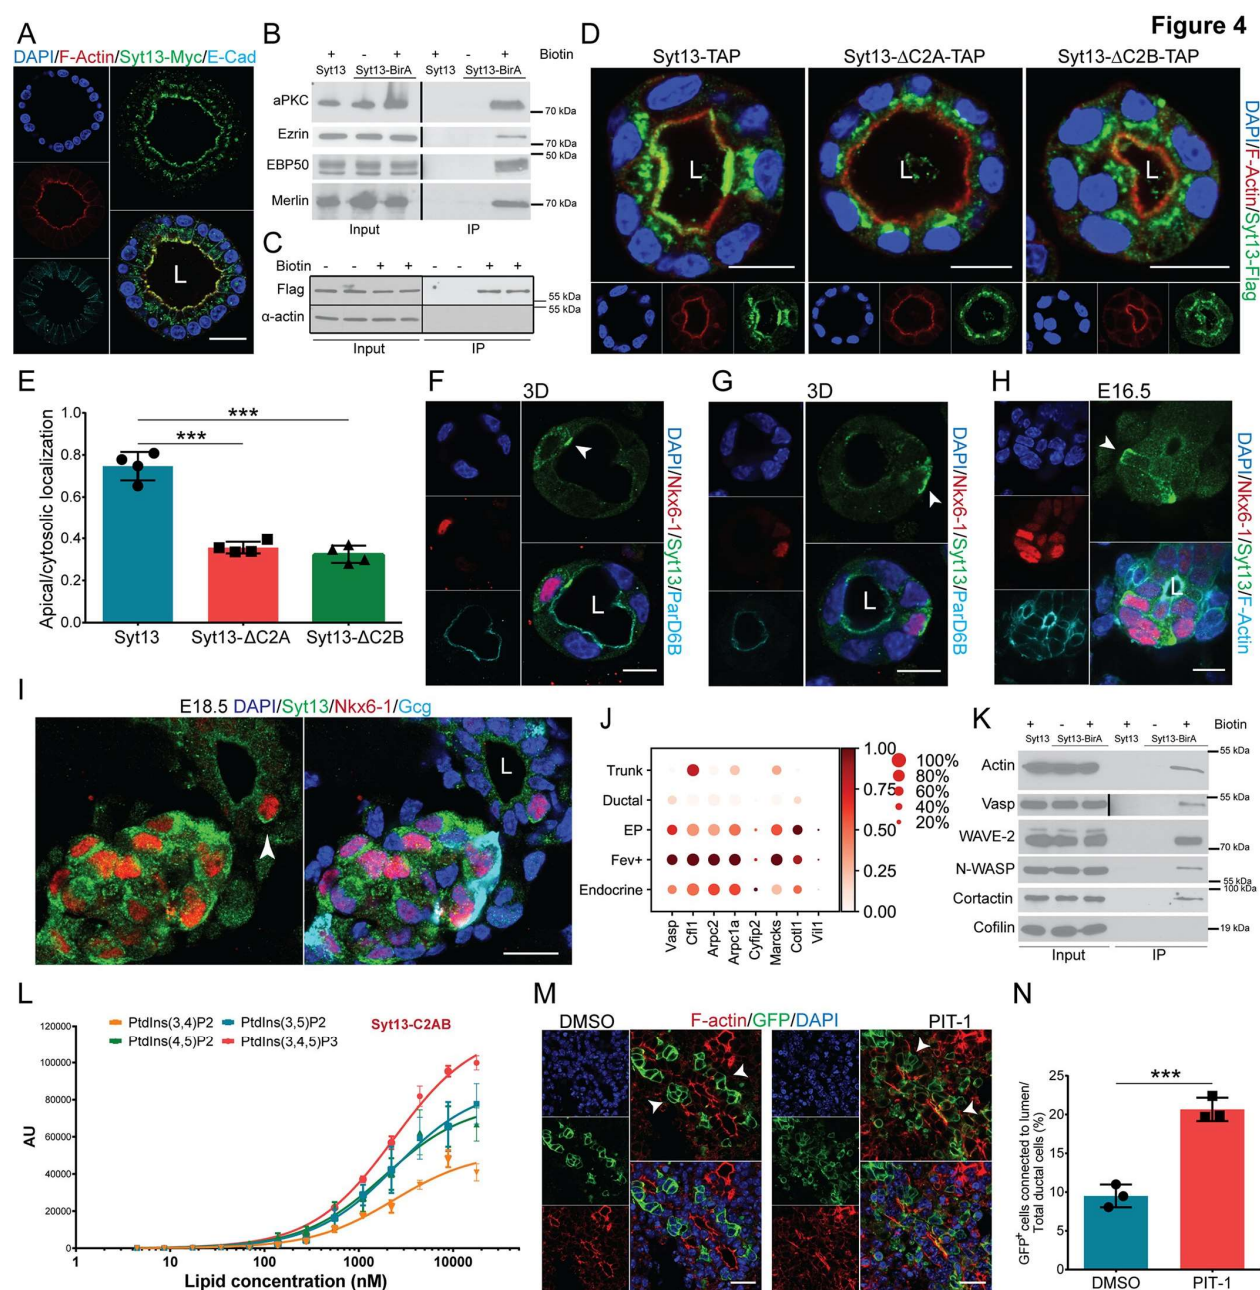 Figure 4
A
DAPI/F-Actin/Syt13-Myc/E-Cad
L
B
+ - + + - + Biotin
Syt13 Syt13-BirA Syt13 Syt13-BirA
aPKC
70 kDa
Ezrin
70 kDa
50 kDa
EBP50
Merlin
70 kDa
Input IP
C
Biotin - - + + - - + +
Flag
55 kDa
55 kDa
α-actin
Input IP
D
Syt13-TAP Syt13-ΔC2A-TAP Syt13-ΔC2B-TAP
L L L
DAPI/F-Actin/Syt13-Flag
E
Apical/cytosolic localization
1.0
0.8
0.6
0.4
0.2
0.0
***
***
Syt13 Syt13-ΔC2A Syt13-ΔC2B
F
3D
L
DAPI/Nkx6-1/Syt13/ParD6B
G
3D
L
DAPI/Nkx6-1/Syt13/ParD6B
H
E16.5
L
DAPI/Nkx6-1/Syt13/F-Actin
I
E18.5 DAPI/Syt13/Nkx6-1/Gcg
L
J
Trunk
Ductal
EP
Fev+
Endocrine
Vasp Cfl1 Arpc2 Arpc1a Cyfip2 Marcks Cotl1 Vil1
1.00
0.75
0.50
0.25
0.00
100%
80%
60%
40%
20%
K
+ - + + - + Biotin
Syt13 Syt13-BirA Syt13 Syt13-BirA
55 kDa
Actin
Vasp
55 kDa
WAVE-2
70 kDa
N-WASP
55 kDa
100 kDa
Cortactin
Cofilin
19 kDa
Input IP
L
AU
120000
100000
80000
60000
40000
20000
0
PtdIns(3,4)P2 PtdIns(3,5)P2
PtdIns(4,5)P2 PtdIns(3,4,5)P3
Syt13-C2AB
1 10 100 1000 10000
Lipid concentration (nM)
M
DMSO F-actin/GFP/DAPI PIT-1
N
GFP+ cells connected to lumen/
Total ductal cells (%)
25
20
15
10
5
0
***
DMSO PIT-1